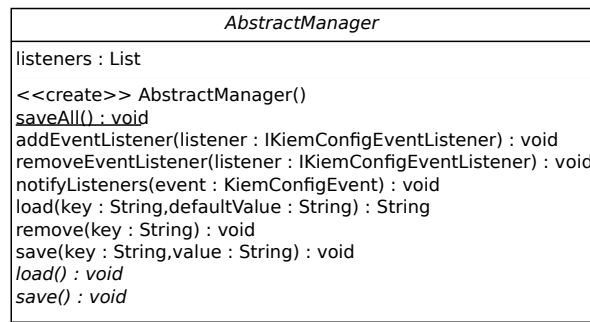 AbstractManager
listeners : List
<<create>> AbstractManager()
saveAll() : void
addEventListener(listener : IKiemConfigEventListener) : void
removeEventListener(listener : IKiemConfigEventListener) : void
notifyListeners(event : KiemConfigEvent) : void
load(key : String,defaultValue : String) : String
remove(key : String) : void
save(key : String,value : String) : void
load() : void
save() : void